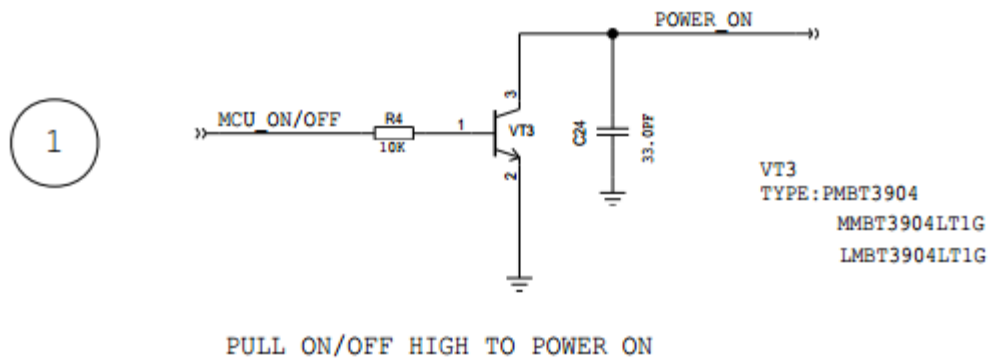 POWER_ON
1
MCU_ON/OFF
R4
10K
1
3
VT3
2
C24
33.0PF
VT3
TYPE:PMBT3904
MMBT3904LT1G
LMBT3904LT1G
PULL ON/OFF HIGH TO POWER ON